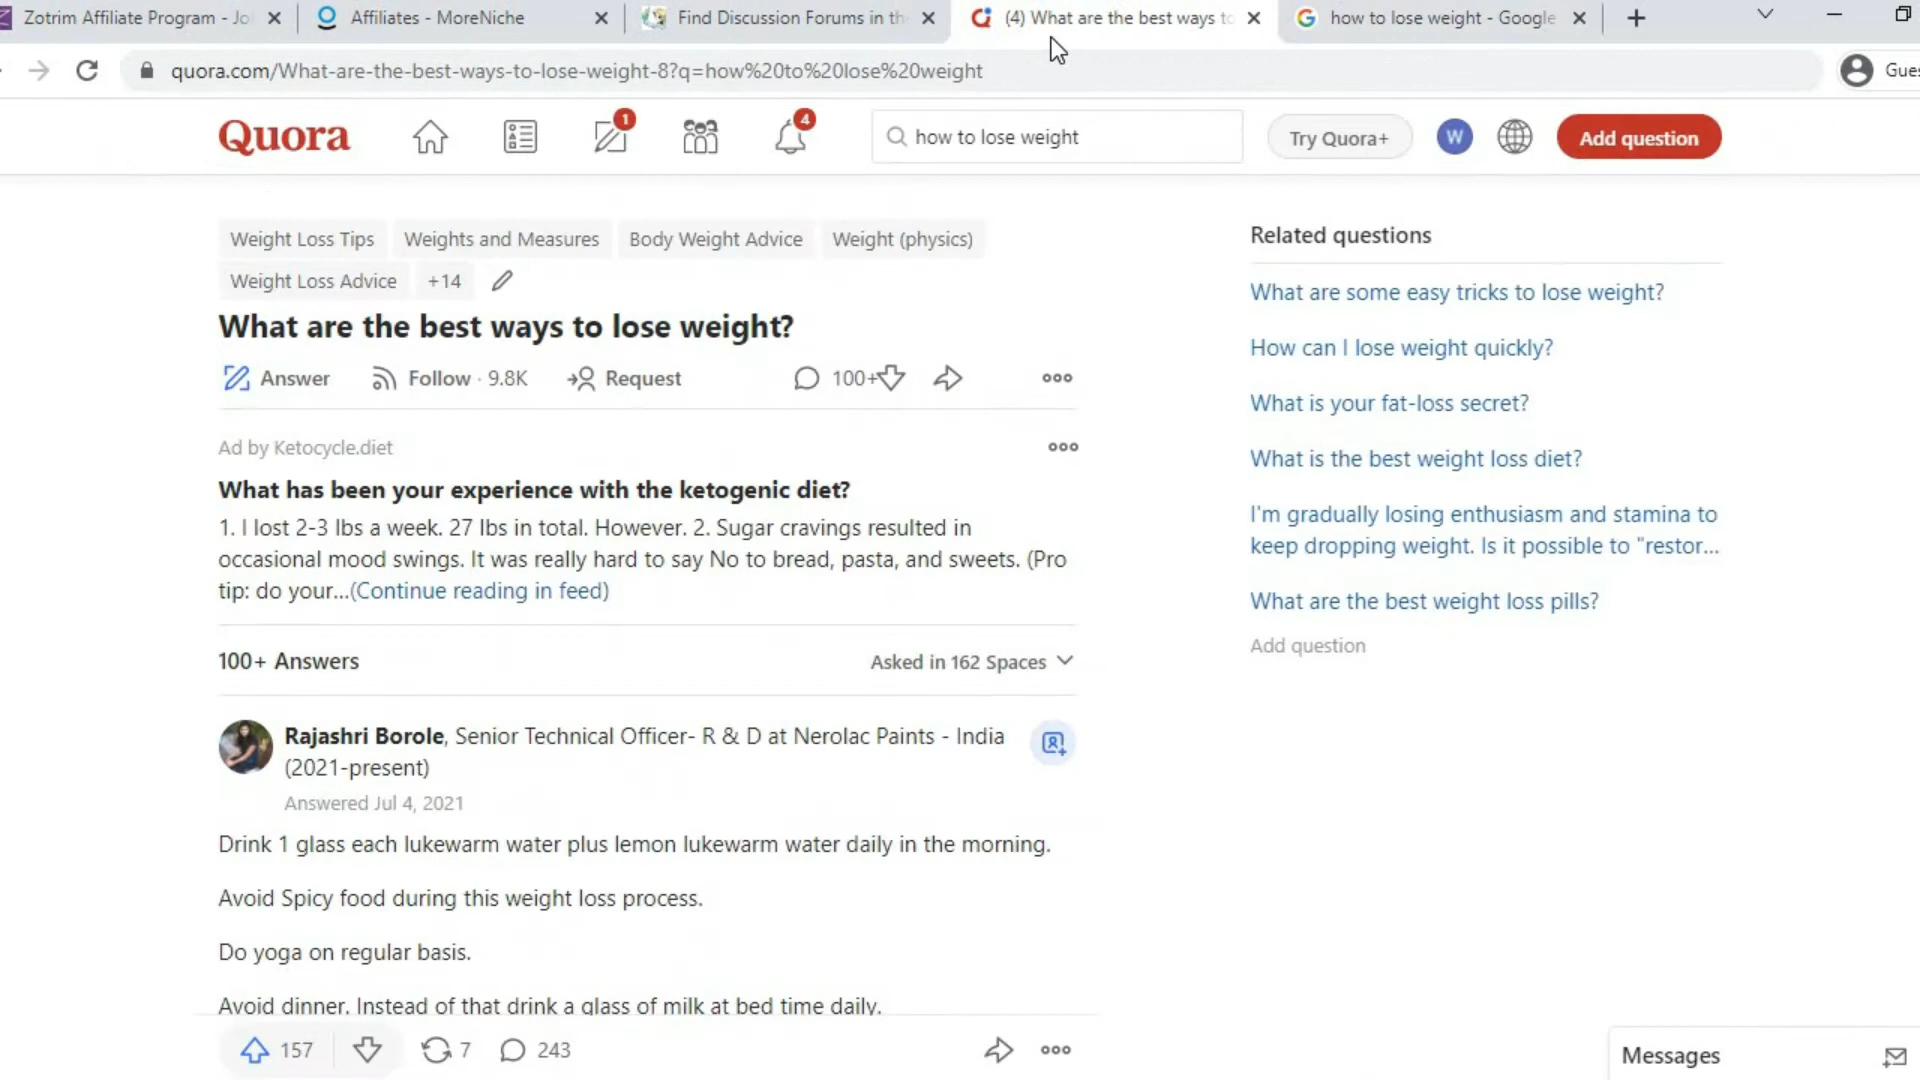 Zotrim Affiliate Program - Jo
Affiliates - MoreNiche
Find Discussion Forums in th
(4) What are the best ways to
how to lose weight - Google
quora.com/What-are-the-best-ways-to-lose-weight-8?q=how%20to%20lose%20weight
Gues
Quora
1
4
how to lose weight
Try Quora+
W
Add question
Weight Loss Tips
Weights and Measures
Body Weight Advice
Weight (physics)
Weight Loss Advice
+14
What are the best ways to lose weight?
Answer
Follow · 9.8K
Request
100+
Ad by Ketocycle.diet
What has been your experience with the ketogenic diet?
1. I lost 2-3 lbs a week. 27 lbs in total. However. 2. Sugar cravings resulted in
occasional mood swings. It was really hard to say No to bread, pasta, and sweets. (Pro
tip: do your...(Continue reading in feed)
100+ Answers
Asked in 162 Spaces
Rajashri Borole, Senior Technical Officer- R & D at Nerolac Paints - India
(2021-present)
Answered Jul 4, 2021
Drink 1 glass each lukewarm water plus lemon lukewarm water daily in the morning.
Avoid Spicy food during this weight loss process.
Do yoga on regular basis.
Avoid dinner. Instead of that drink a glass of milk at bed time daily.
157
7
243
Related questions
What are some easy tricks to lose weight?
How can I lose weight quickly?
What is your fat-loss secret?
What is the best weight loss diet?
I'm gradually losing enthusiasm and stamina to
keep dropping weight. Is it possible to "restor...
What are the best weight loss pills?
Add question
Messages